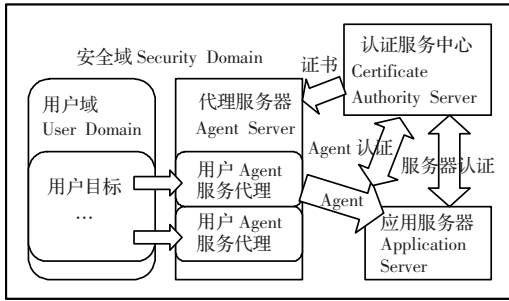 安全域 Security Domain
用户域
User Domain
用户目标
…
代理服务器
Agent Server
用户 Agent
服务代理
用户 Agent
服务代理
证书
认证服务中心
Certificate
Authority Server
Agent 认证
服务器认证
Agent
应用服务器
Application
Server